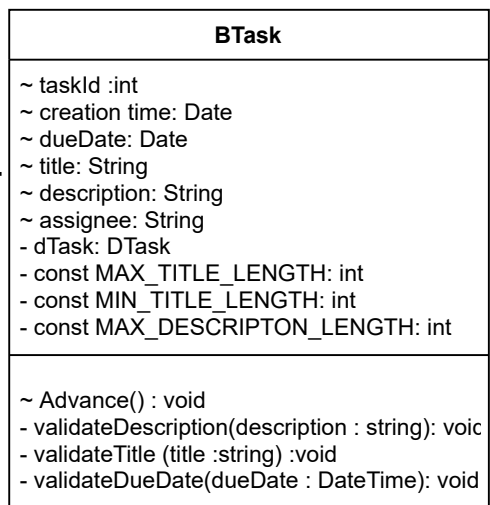 BTask
~ taskId :int
~ creation time: Date
~ dueDate: Date
~ title: String
~ description: String
~ assignee: String
- dTask: DTask
- const MAX_TITLE_LENGTH: int
- const MIN_TITLE_LENGTH: int
- const MAX_DESCRIPTON_LENGTH: int
~ Advance() : void
- validateDescription(description : string): void
- validateTitle (title :string) :void
- validateDueDate(dueDate : DateTime): void